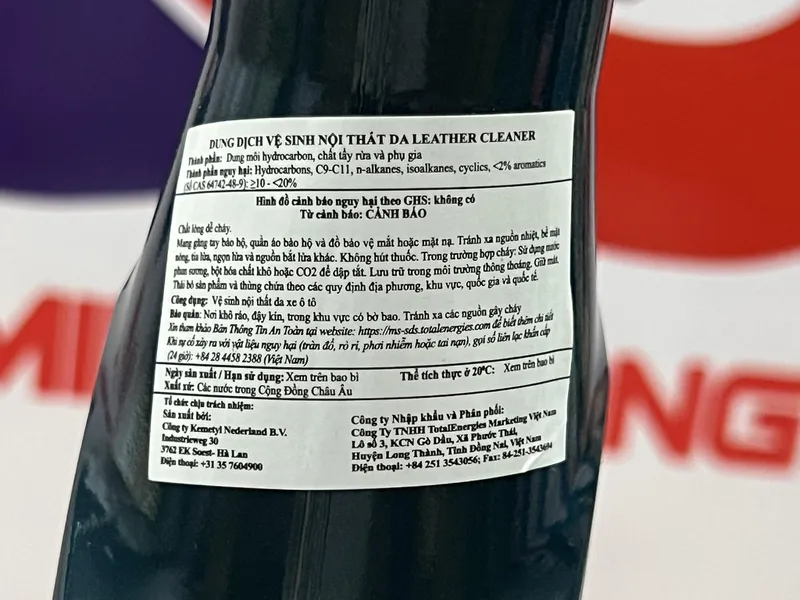 DUNG DỊCH VỆ SINH NỘI THẤT DA LEATHER CLEANER
Thành phần: Dung môi hydrocarbon, chất tẩy rửa và phụ gia
Thành phần nguy hại: Hydrocarbons, C9-C11, n-alkanes, isoalkanes, cyclics, <2% aromatics
(Số CAS 64742-48-9): ≥10 - <20%
Hình đồ cảnh báo nguy hại theo GHS: không có
Từ cảnh báo: CẢNH BÁO
Chất lỏng dễ cháy.
Mang găng tay bảo hộ, quần áo bảo hộ và đồ bảo vệ mắt hoặc mặt nạ. Tránh xa nguồn nhiệt, bề mặt
nóng, tia lửa, ngọn lửa và nguồn bắt lửa khác. Không hút thuốc. Trong trường hợp cháy: Sử dụng nước
phun sương, bột hóa chất khô hoặc CO2 để dập tắt. Lưu trữ trong môi trường thông thoáng. Giữ mát.
Thải bỏ sản phẩm và thùng chứa theo các quy định địa phương, khu vực, quốc gia và quốc tế.
Công dụng: Vệ sinh nội thất da xe ô tô
Bảo quản: Nơi khô ráo, đậy kín, trong khu vực có bờ bao. Tránh xa các nguồn gây cháy
Xin tham khảo Bản Thông Tin An Toàn tại website: https://ms-sds.totalenergies.com để biết thêm chi tiết
Khi sự cố xảy ra với vật liệu nguy hại (tràn đổ, rò rỉ, phơi nhiễm hoặc tai nạn), gọi số liên lạc khẩn cấp
(24 giờ): +84 28 4458 2388 (Việt Nam)
Ngày sản xuất / Hạn sử dụng: Xem trên bao bì Thể tích thực ở 20ºC: Xem trên bao bì
Xuất xứ: Các nước trong Cộng Đồng Châu Âu
Tổ chức chịu trách nhiệm:
Sản xuất bởi:
Công ty Kemetyl Nederland B.V.
Industrieweg 30
3762 EK Soest- Hà Lan
Điện thoại: +31 35 7604900
Công ty Nhập khẩu và Phân phối:
Công Ty TNHH TotalEnergies Marketing Việt Nam
Lô số 3, KCN Gò Dầu, Xã Phước Thái,
Huyện Long Thành, Tỉnh Đồng Nai, Việt Nam
Điện thoại: +84 251 3543056; Fax: 84-251-3543694